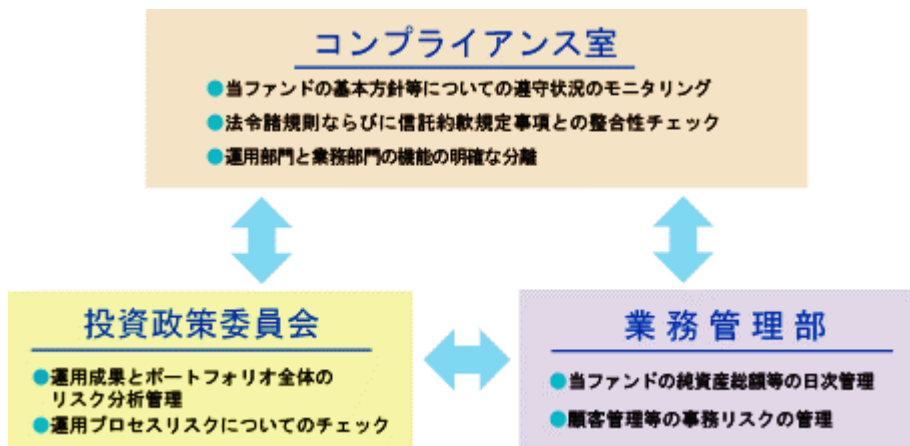 コンプライアンス室
●当ファンドの基本方針等についての遵守状況のモニタリング
●法令諸規則ならびに信託約款規定事項との整合性チェック
●運用部門と業務部門の機能の明確な分離
投資政策委員会
●運用成果とポートフォリオ全体の
リスク分析管理
●運用プロセスリスクについてのチェック
業務管理部
●当ファンドの純資産総額等の日次管理
●顧客管理等の事務リスクの管理